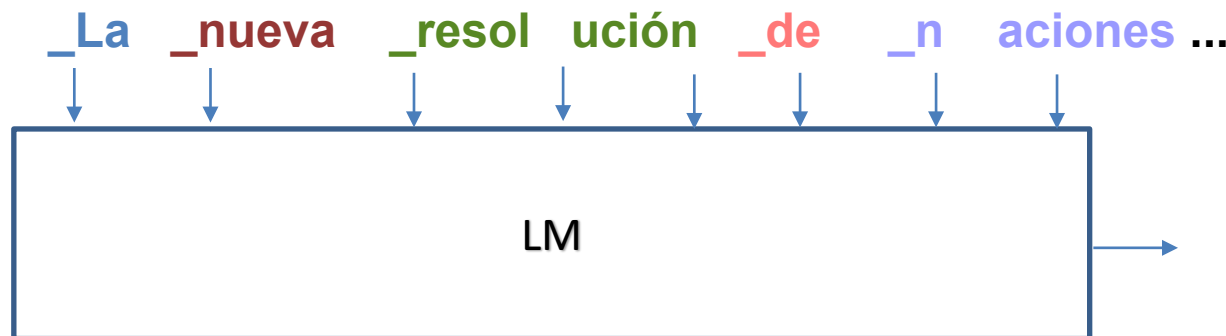 _La _nueva _resol ución _de _n aciones ...
LM